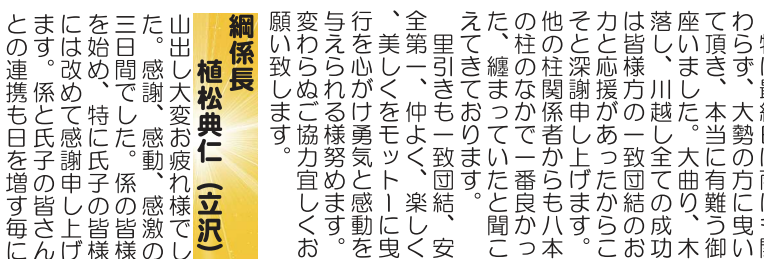 わらず、大勢の方に曳い
て頂き、本当に有難う御
座いました。大曲り、木
落し、川越し全ての成功
は皆様方の一致団結のお
力と応援があったからこ
そと深謝申し上げます。
他の柱関係者からも八本
の柱のなかで一番良かっ
た、纏まっていたと聞こ
えてきております。
里引きも一致団結、安
全第一、仲よく、楽しく
、美しくをモットーに曳
行を心がけ勇気と感動を
与えられる様努めます。
変わらぬご協力宜しくお
願い致します。
綱係長
植松典仁（立沢）
山出し大変お疲れ様でし
た。感謝、感動、感激の
三日間でした。係の皆様
を始め、特に氏子の皆様
には改めて感謝申し上げ
ます。係と氏子の皆さん
との連携も日を増す毎に